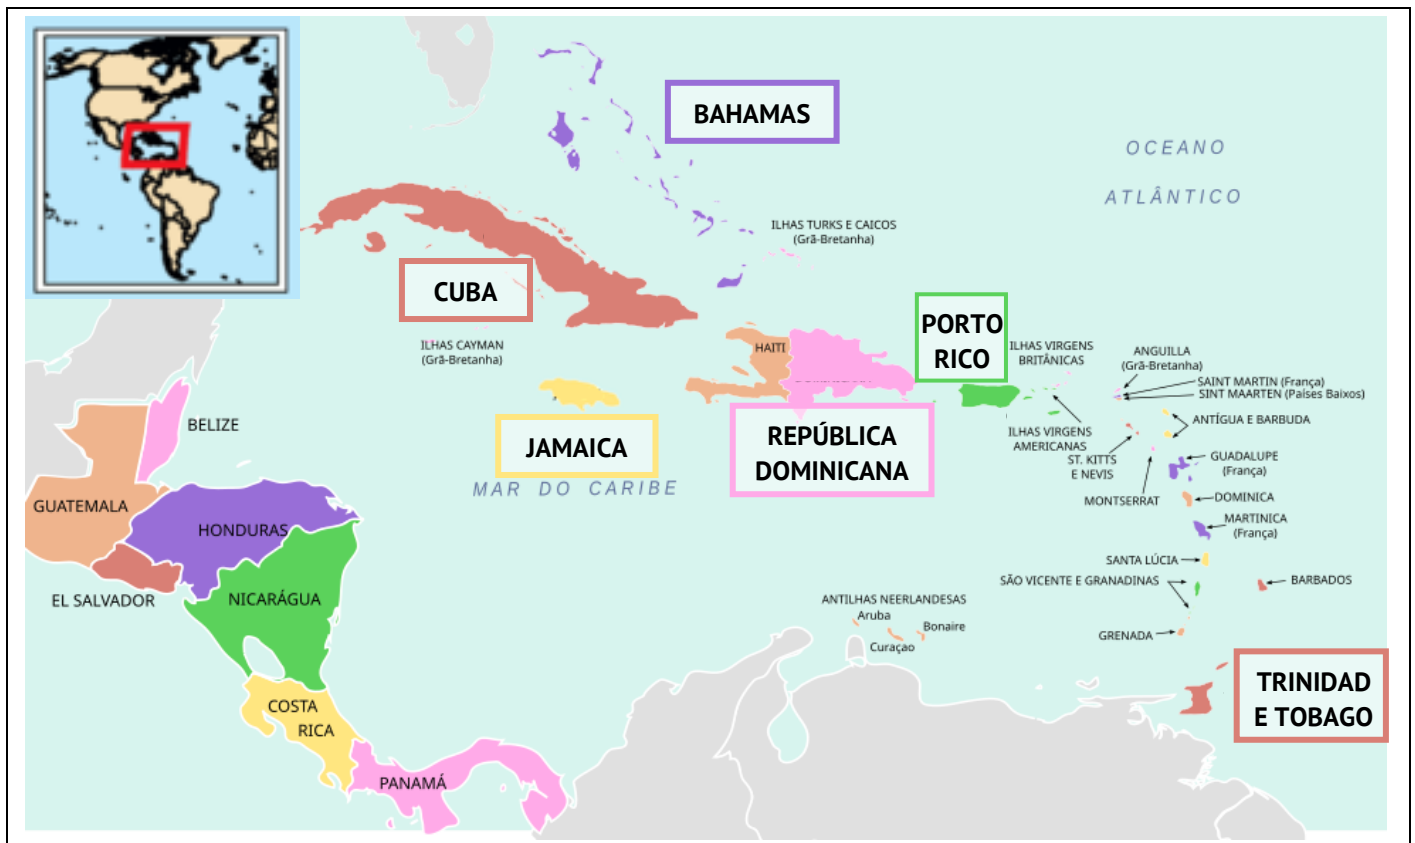 BAHAMAS
OCEANO
ATLÂNTICO
ILHAS TURKS E CAICOS
(Grã-Bretanha)
CUBA
PORTO
RICO
ILHAS CAYMAN
(Grã-Bretanha)
HAITI
ILHAS VIRGENS
BRITÂNICAS
ANGUILLA
(Grã-Bretanha)
SAINT MARTIN (França)
SINT MAARTEN (Países Baixos)
ANTÍGUA E BARBUDA
BELIZE
JAMAICA
REPÚBLICA
DOMINICANA
ILHAS VIRGENS
AMERICANAS
ST. KITTS
E NEVIS
GUADALUPE
(França)
MAR DO CARIBE
MONTSERRAT
DOMINICA
GUATEMALA
HONDURAS
MARTINICA
(França)
SANTA LÚCIA
SÃO VICENTE E GRANADINAS
BARBADOS
EL SALVADOR
NICARÁGUA
ANTILHAS NEERLANDESAS
Aruba
Bonaire
Curaçao
GRENADA
TRINIDAD
E TOBAGO
COSTA
RICA
PANAMÁ